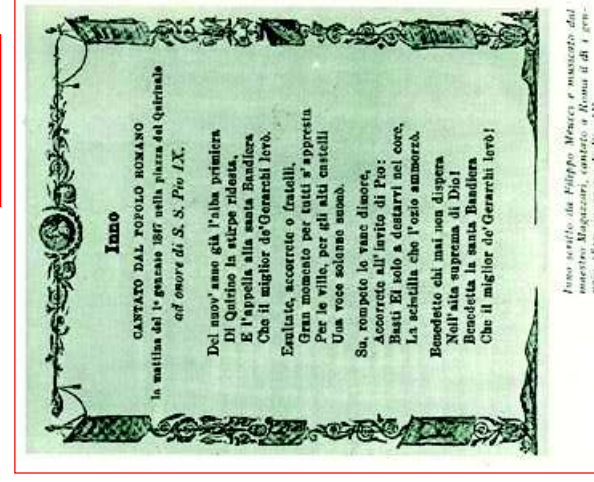 Inno
CANTATO DAL POPOLO ROMANO
la mattina del 1º gennaio 1847 nella piazza del Quirinale
ad onore di S. S. Pio IX.
Del nuov' anno già l'alba primiera
Di Quirino la stirpe ridesta,
E l'appella alla santa Bandiera
Che il miglior de'Gerarchi levò.
Esultate, accorrete o fratelli,
Gran momento per tutti s'appresta
Per le ville, per gli alti castelli
Una voce solenne suonò.
Su, rompete le vane dimore,
Accorrete all'invito di Pio:
Basti Ei solo a destarvi nel core,
La scintilla che l'ozio ammorzò.
Benedetto chi mai non dispera
Nell'aita suprema di Dio!
Benedetta la santa Bandiera
Che il miglior de'Gerarchi levò!
Inno scritto da Filippo Meucci e musicato dal
maestro Magazzari, cantato a Roma il dì 1 gen-